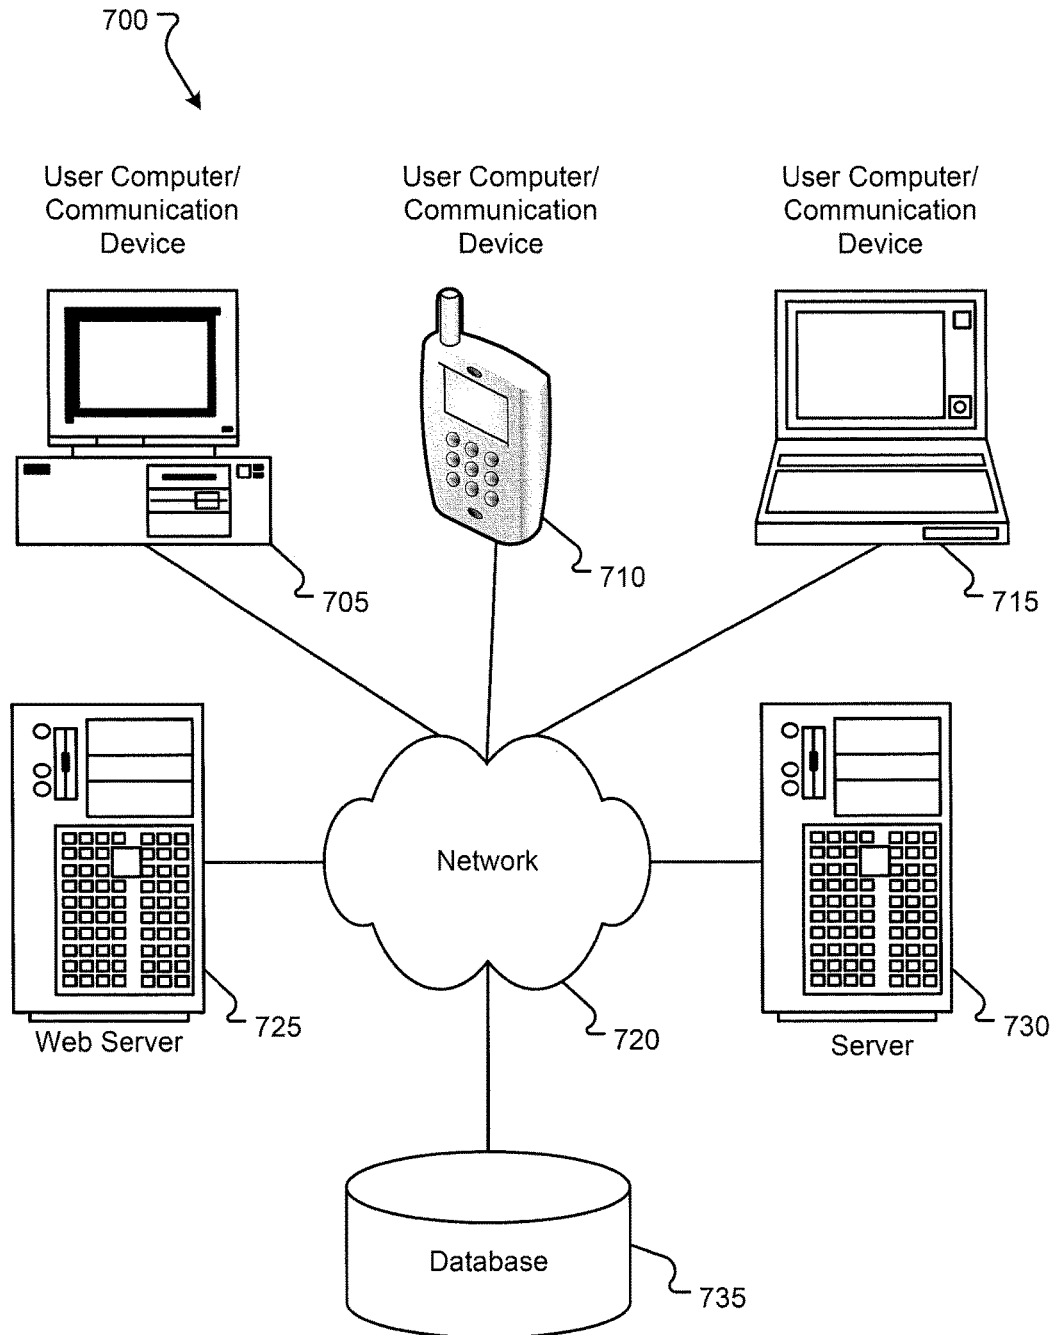 700
User Computer/
Communication
Device
User Computer/
Communication
Device
User Computer/
Communication
Device
705
710
715
Network
725
Web Server
720
730
Server
Database
735